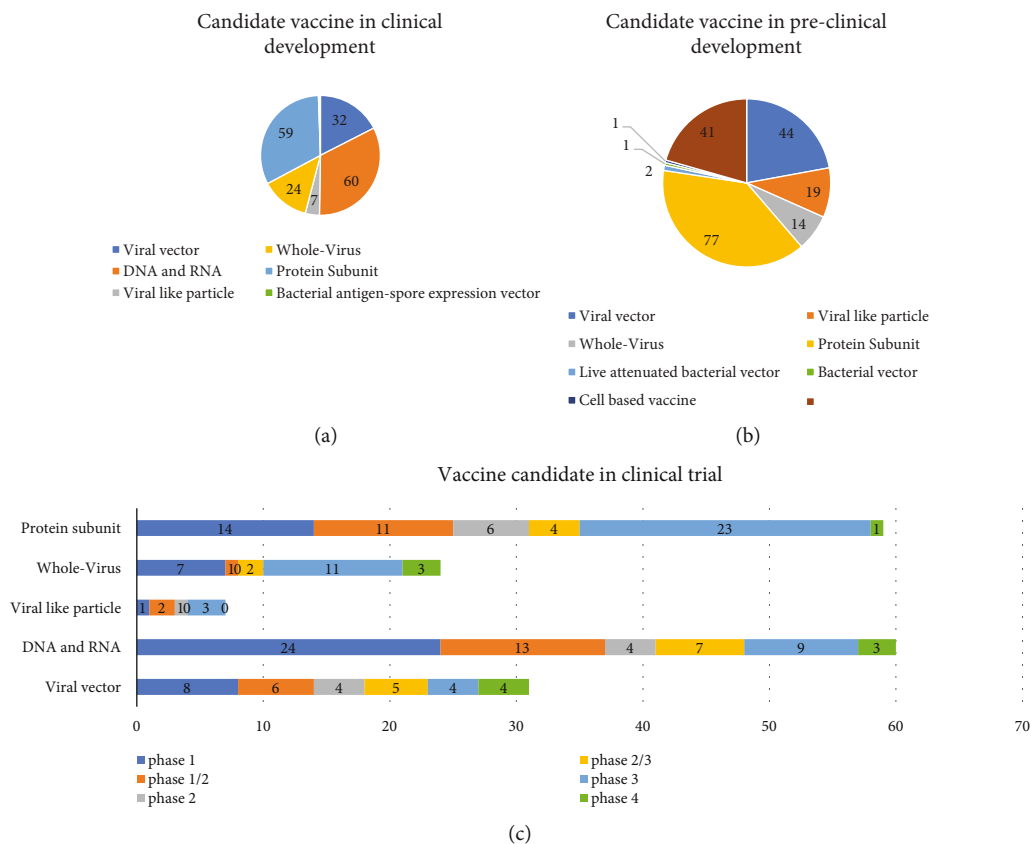 (a)
Candidate vaccine in clinical
development
32
60
7
24
59
Viral vector
Whole-Virus
DNA and RNA
Protein Subunit
Viral like particle
Bacterial antigen-spore expression vector
(a)
(b)
Candidate vaccine in pre-clinical
development
44
19
14
77
2
1
1
41
Viral vector
Viral like particle
Whole-Virus
Protein Subunit
Live attenuated bacterial vector
Bacterial vector
Cell based vaccine
(b)
Vaccine candidate in clinical trial
Protein subunit 14 11 6 4 23 1
Whole-Virus 7 1 0 2 11 3
Viral like particle 1 2 1 0 3 0
DNA and RNA 24 13 4 7 9 3
Viral vector 8 6 4 5 4 4
0 10 20 30 40 50 60 70
phase 1
phase 2/3
phase 1/2
phase 3
phase 2
phase 4
(c)